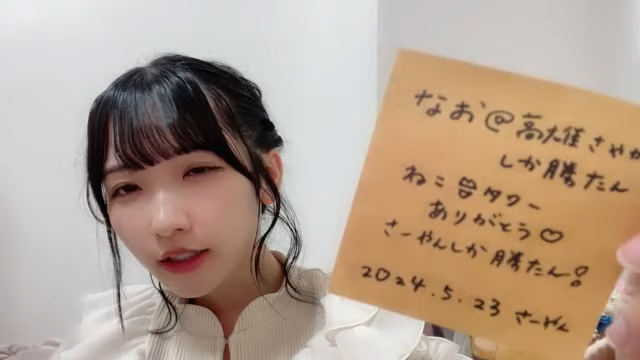 なお@高雄さやか
しか勝たん
ねこ タワー
ありがとう♡
さーやんしか勝たん!
2024.5.23 さーやん